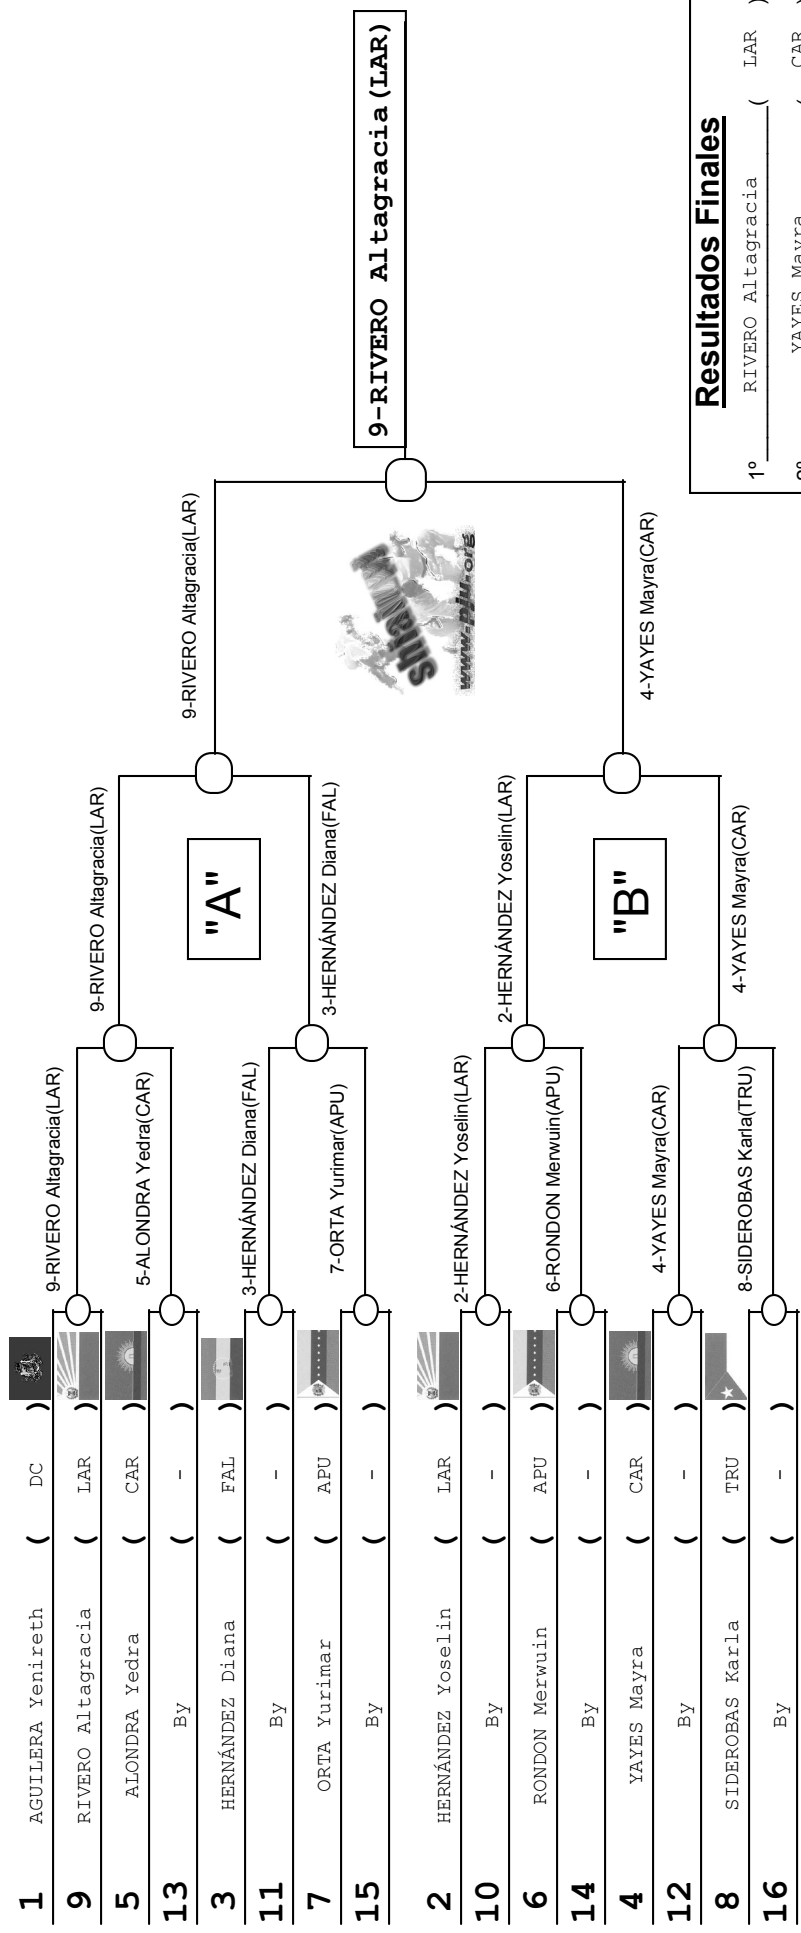 1 AGUILERA Yenireth ( DC )
9 RIVERO Altagracia ( LAR )
5 ALONDRA Yedra ( CAR )
13 By ( - )
3 HERNÁNDEZ Diana ( FAL )
11 By ( - )
7 ORTA Yurimar ( APU )
15 By ( - )
2 HERNÁNDEZ Yoselin ( LAR )
10 By ( - )
6 RONDON Merwuin ( APU )
14 By ( - )
4 YAYES Mayra ( CAR )
12 By ( - )
8 SIDEROBAS Karla ( TRU )
16 By ( - )
9-RIVERO Altagracia(LAR)
5-ALONDRA Yedra(CAR)
3-HERNÁNDEZ Diana(FAL)
7-ORTA Yurimar(APU)
2-HERNÁNDEZ Yoselin(LAR)
6-RONDON Merwuin(APU)
4-YAYES Mayra(CAR)
8-SIDEROBAS Karla(TRU)
9-RIVERO Altagracia(LAR)
3-HERNÁNDEZ Diana(FAL)
2-HERNÁNDEZ Yoselin(LAR)
4-YAYES Mayra(CAR)
"A"
"B"
9-RIVERO Altagracia(LAR)
4-YAYES Mayra(CAR)
www.pju.org
9-RIVERO Altagracia(LAR)
Resultados Finales
1º RIVERO Altagracia ( LAR )
YAYES Mayra ( CAR )